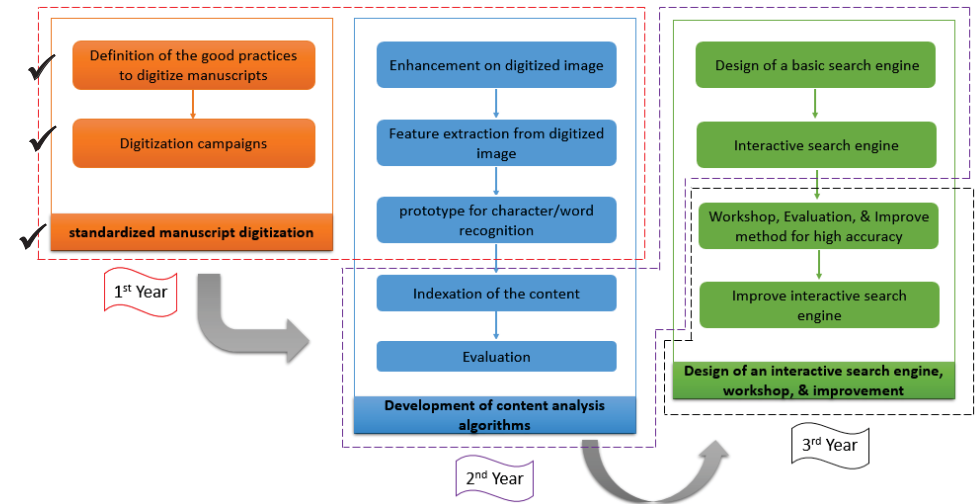 Definition of the good practices
to digitize manuscripts
Digitization campaigns
standardized manuscript digitization
1st Year
Enhancement on digitized image
Feature extraction from digitized
image
prototype for character/word
recognition
Indexation of the content
Evaluation
Development of content analysis
algorithms
2nd Year
Design of a basic search engine
Interactive search engine
Workshop, Evaluation, & Improve
method for high accuracy
Improve interactive search
engine
Design of an interactive search engine,
workshop, & improvement
3rd Year